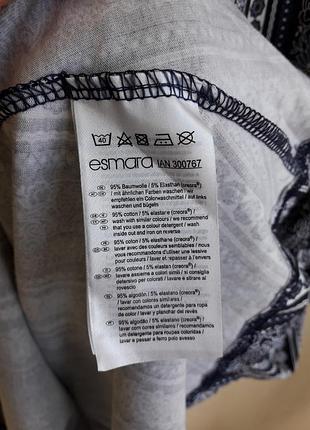 40
esmara IAN 300767
95% Baumwolle / 5% Elasthan (creora®) /
mit ähnlichen Farben waschen / wir
empfehlen ein Colorwaschmittel / auf links
waschen und bügeln
95% cotton / 5% elastane (creora®) /
wash with similar colours / we recommend
that you use a colour detergent / wash
inside out and iron on reverse
95% coton / 5% élasthanne (creora®) /
laver avec des couleurs semblables / nous
vous recommandons d'utiliser une lessive
pour couleurs / laver et repasser à l'envers
95% cotone / 5% elastan (creora®) /
lavare assieme a colori simili / si consiglia
detersivo per delicati / lavare e stirare a
rovescio
95% algodón / 5% elastano (creora®) /
lavar con colores similares /
recomendamos un detergente para ropa
de color / lavar y planchar del revés
95% algodão / 5% elastano (creora®) /
lavar com cores similares / recomendamos
o uso de detergente para roupas coloridas /
lavar e passar a ferro pelo avesso